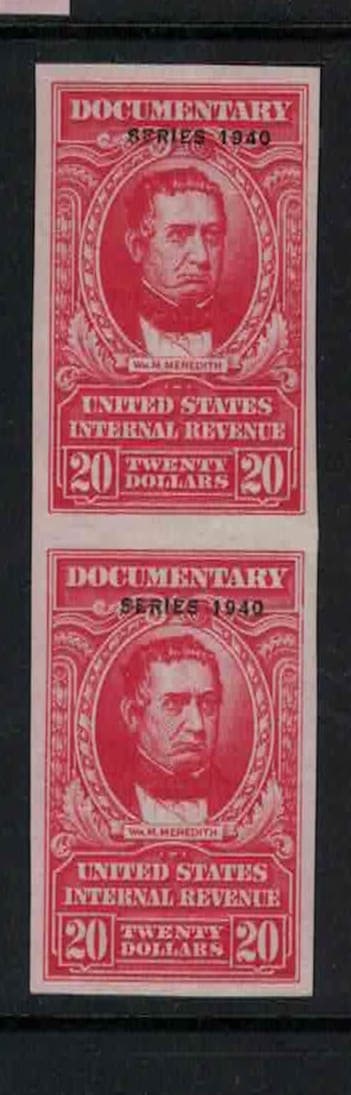 DOCUMENTARY
SERIES 1940
WM. M. MEREDITH
UNITED STATES
INTERNAL REVENUE
20 TWENTY DOLLARS 20
DOCUMENTARY
SERIES 1940
WM. M. MEREDITH
UNITED STATES
INTERNAL REVENUE
20 TWENTY DOLLARS 20